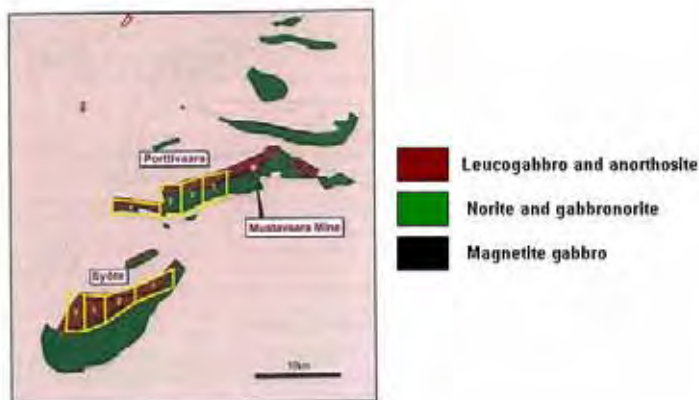 Porttivaara
Mustavaara Mine
Syöte
10km
Leucogabbro and anorthosite
Norite and gabbronorite
Magnetite gabbro